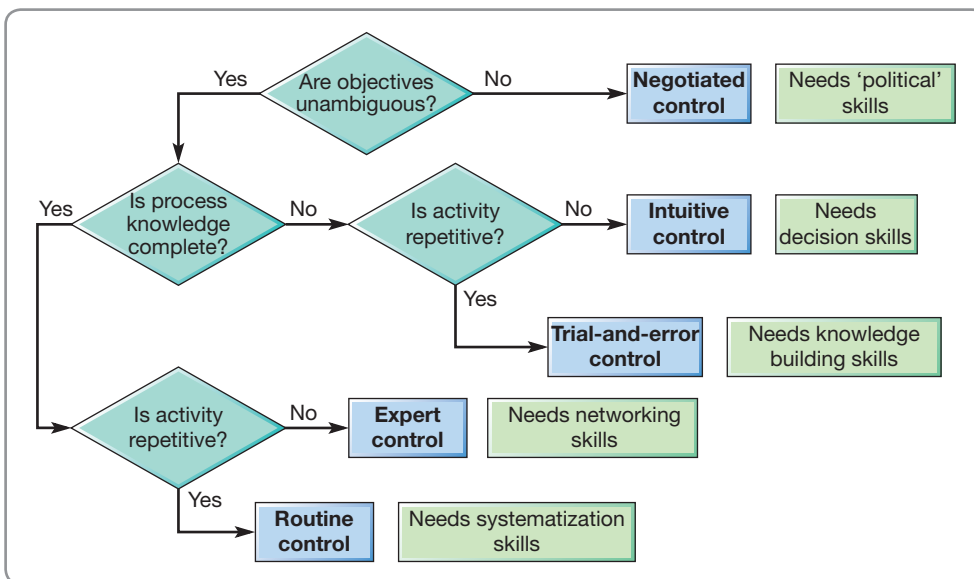 Are objectives
unambiguous?
Yes
No
Negotiated
control
Needs ‘political’
skills
Is process
knowledge
complete?
Yes
No
Is activity
repetitive?
No
Intuitive
control
Needs
decision skills
Yes
Trial-and-error
control
Needs knowledge
building skills
Is activity
repetitive?
No
Expert
control
Needs networking
skills
Yes
Routine
control
Needs systematization
skills